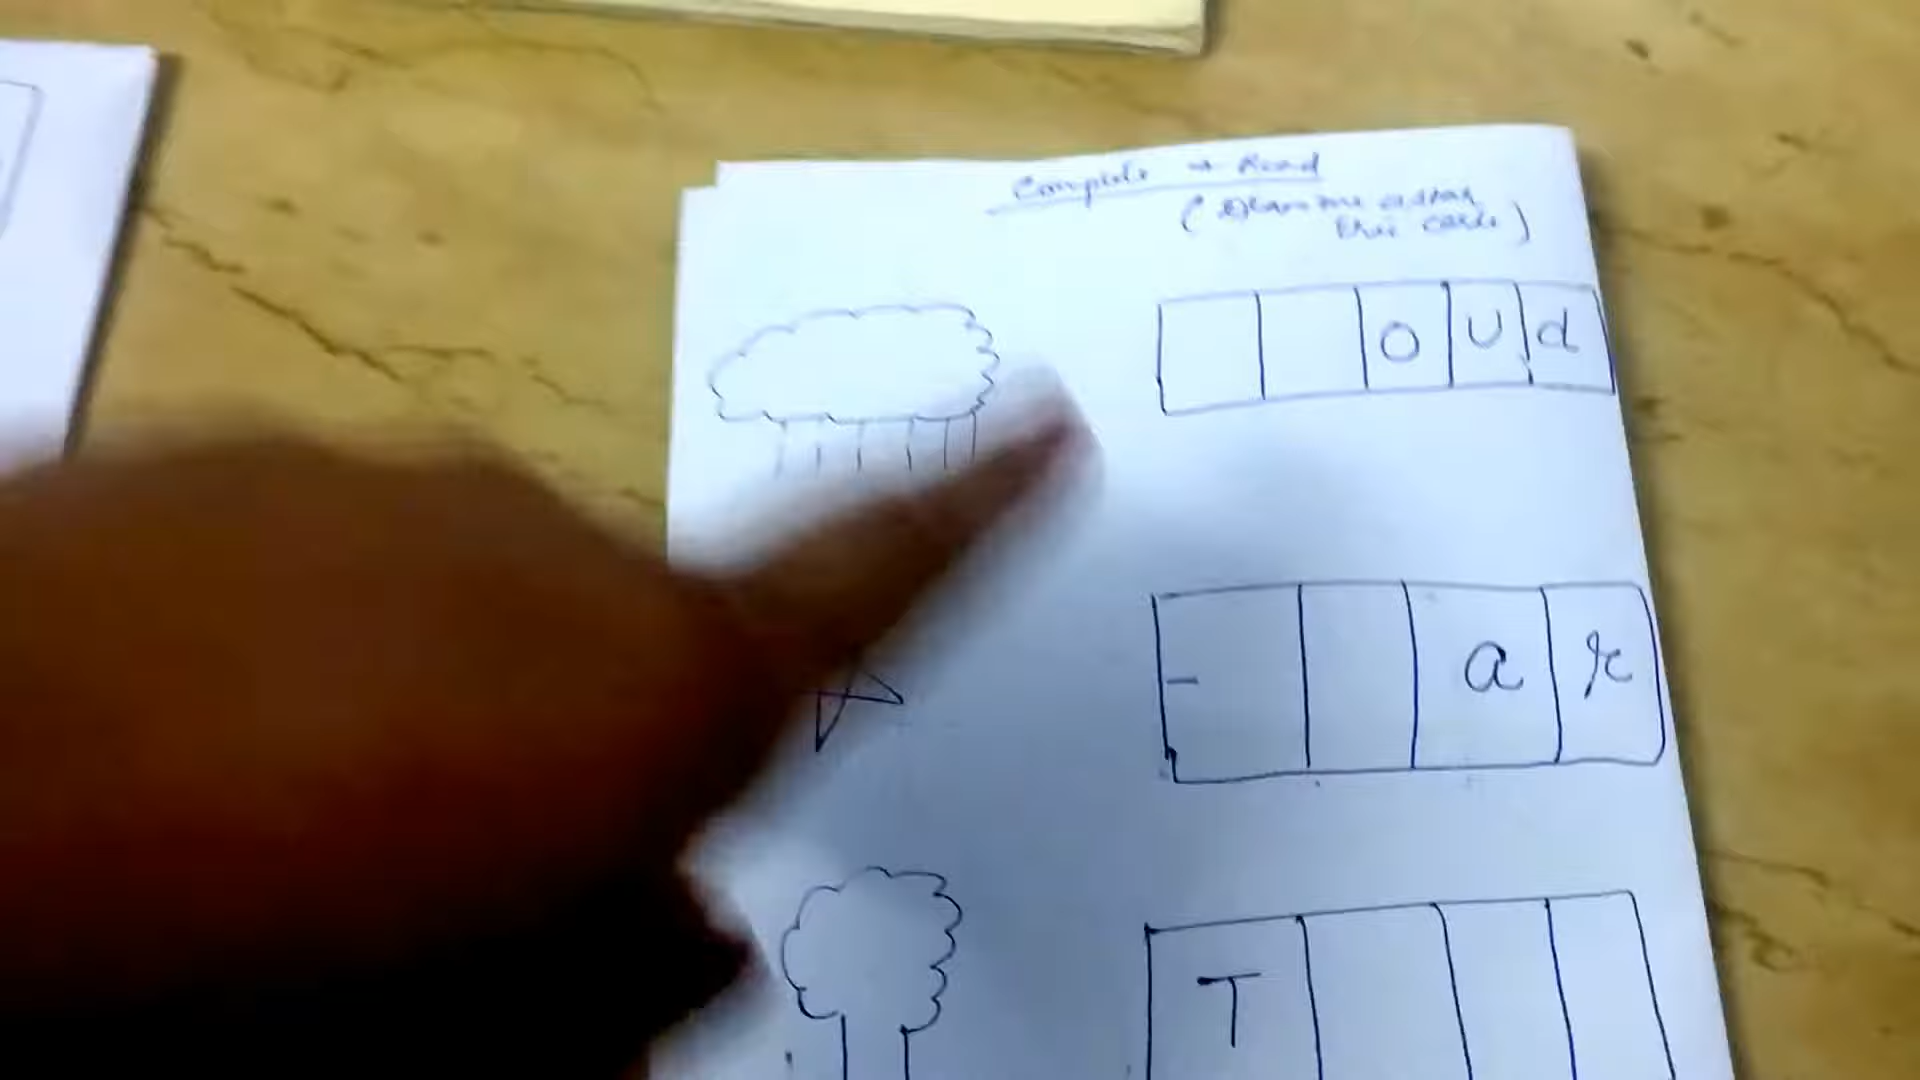 Complete → Read
O U d
a r
T